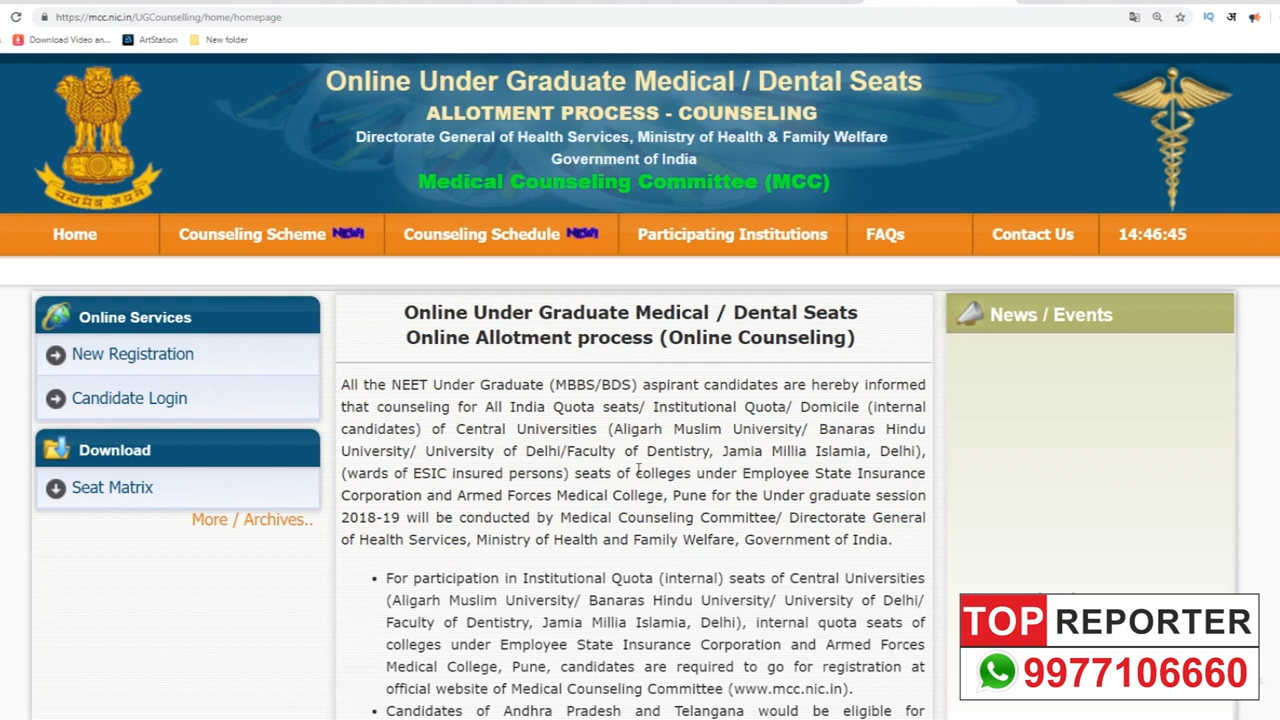 https://mcc.nic.in/UGCounselling/home/homepage
Download Video an...
ArtStation
New folder
Online Under Graduate Medical / Dental Seats
ALLOTMENT PROCESS - COUNSELING
Directorate General of Health Services, Ministry of Health & Family Welfare
Government of India
Medical Counseling Committee (MCC)
सत्यमेव जयते
Home
Counseling Scheme NEW!
Counseling Schedule NEW!
Participating Institutions
FAQs
Contact Us
14:46:45
Online Services
New Registration
Candidate Login
Download
Seat Matrix
More / Archives..
Online Under Graduate Medical / Dental Seats
Online Allotment process (Online Counseling)
All the NEET Under Graduate (MBBS/BDS) aspirant candidates are hereby informed
that counseling for All India Quota seats/ Institutional Quota/ Domicile (internal
candidates) of Central Universities (Aligarh Muslim University/ Banaras Hindu
University/ University of Delhi/Faculty of Dentistry, Jamia Millia Islamia, Delhi),
(wards of ESIC insured persons) seats of colleges under Employee State Insurance
Corporation and Armed Forces Medical College, Pune for the Under graduate session
2018-19 will be conducted by Medical Counseling Committee/ Directorate General
of Health Services, Ministry of Health and Family Welfare, Government of India.
• For participation in Institutional Quota (internal) seats of Central Universities
(Aligarh Muslim University/ Banaras Hindu University/ University of Delhi/
Faculty of Dentistry, Jamia Millia Islamia, Delhi), internal quota seats of
colleges under Employee State Insurance Corporation and Armed Forces
Medical College, Pune, candidates are required to go for registration at
official website of Medical Counseling Committee (www.mcc.nic.in).
• Candidates of Andhra Pradesh and Telangana would be eligible for
News / Events
TOP REPORTER
9977106660